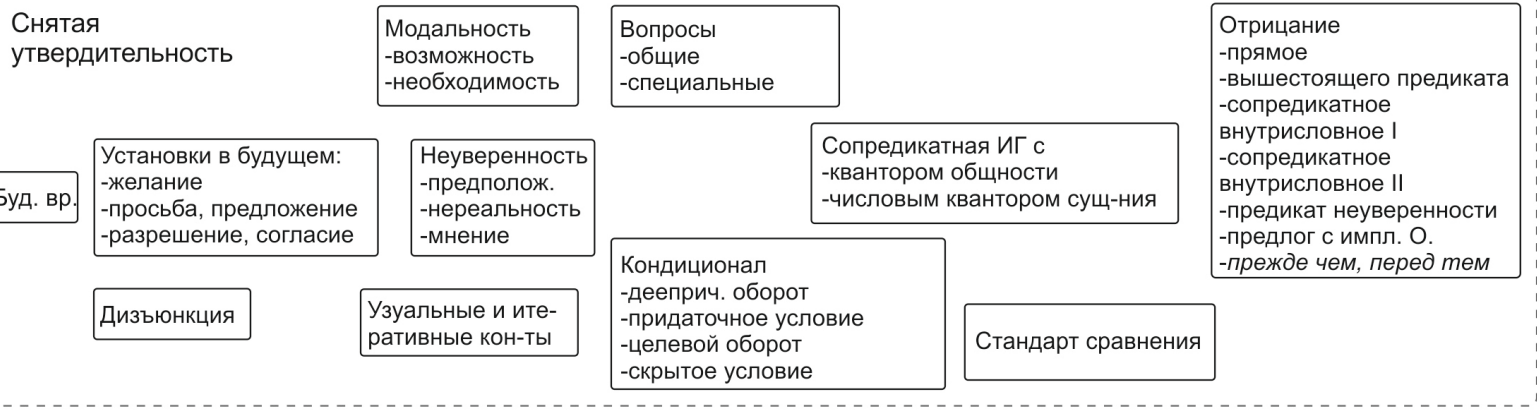 Снятая
утвердительность
Модальность
-возможность
-необходимость
Вопросы
-общие
-специальные
Отрицание
-прямое
-вышестоящего предиката
-сопредикатное
внутрисловное I
-сопредикатное
внутрисловное II
-предикат неуверенности
-предлог с импл. О.
-прежде чем, перед тем
Буд. вр.
Установки в будущем:
-желание
-просьба, предложение
-разрешение, согласие
Неуверенность
-предполож.
-нереальность
-мнение
Сопредикатная ИГ с
-квантором общности
-числовым квантором сущ-ния
Дизъюнкция
Узуальные и ите-
ративные кон-ты
Кондиционал
-дееприч. оборот
-придаточное условие
-целевой оборот
-скрытое условие
Стандарт сравнения